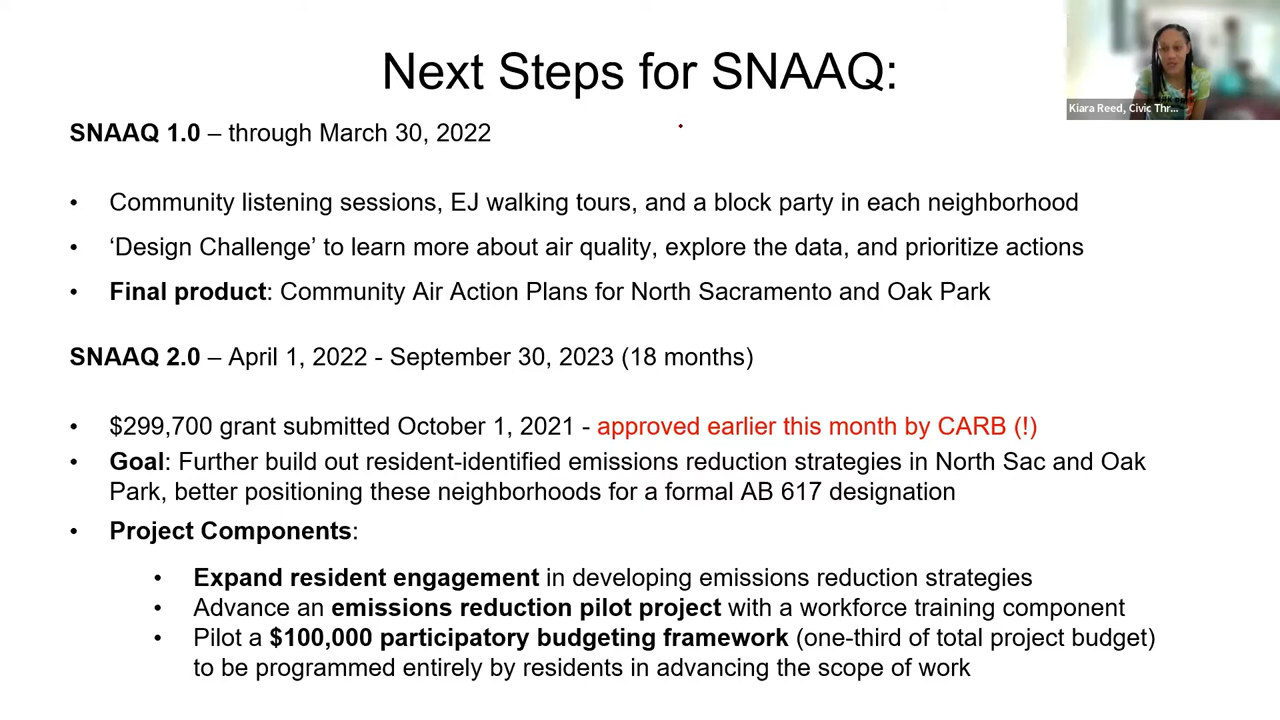 Next Steps for SNAAQ:
Kiara Reed, Civic Thr...
SNAAQ 1.0 – through March 30, 2022
• Community listening sessions, EJ walking tours, and a block party in each neighborhood
• ‘Design Challenge’ to learn more about air quality, explore the data, and prioritize actions
• Final product: Community Air Action Plans for North Sacramento and Oak Park
SNAAQ 2.0 – April 1, 2022 - September 30, 2023 (18 months)
• $299,700 grant submitted October 1, 2021 - approved earlier this month by CARB (!)
• Goal: Further build out resident-identified emissions reduction strategies in North Sac and Oak
Park, better positioning these neighborhoods for a formal AB 617 designation
• Project Components:
• Expand resident engagement in developing emissions reduction strategies
• Advance an emissions reduction pilot project with a workforce training component
• Pilot a $100,000 participatory budgeting framework (one-third of total project budget)
to be programmed entirely by residents in advancing the scope of work